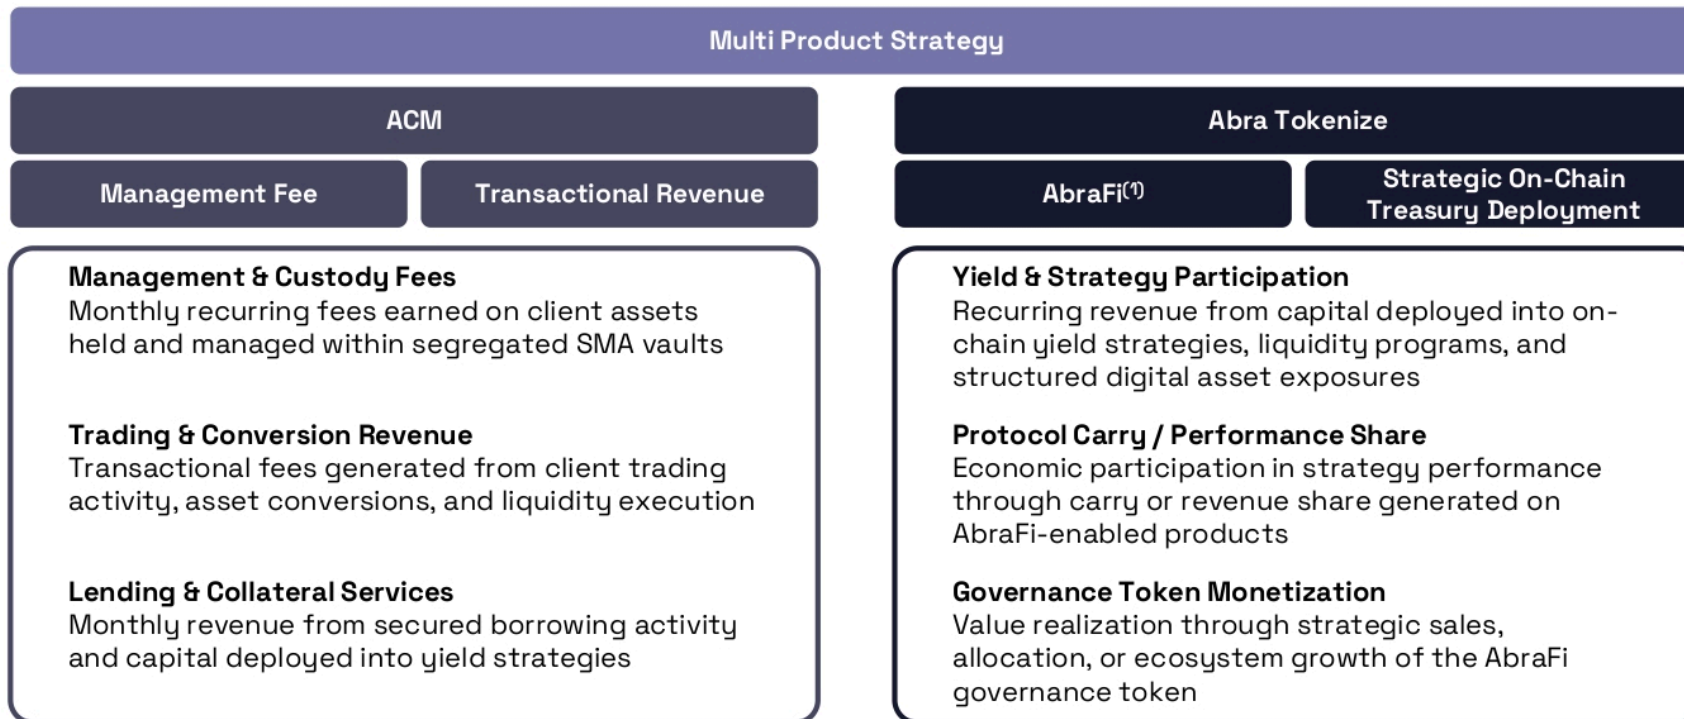 Multi Product Strategy
ACM
Management Fee
Transactional Revenue
Management & Custody Fees
Monthly recurring fees earned on client assets
held and managed within segregated SMA vaults
Trading & Conversion Revenue
Transactional fees generated from client trading
activity, asset conversions, and liquidity execution
Lending & Collateral Services
Monthly revenue from secured borrowing activity
and capital deployed into yield strategies
Abra Tokenize
AbraFi(1)
Strategic On-Chain
Treasury Deployment
Yield & Strategy Participation
Recurring revenue from capital deployed into on-
chain yield strategies, liquidity programs, and
structured digital asset exposures
Protocol Carry / Performance Share
Economic participation in strategy performance
through carry or revenue share generated on
AbraFi-enabled products
Governance Token Monetization
Value realization through strategic sales,
allocation, or ecosystem growth of the AbraFi
governance token